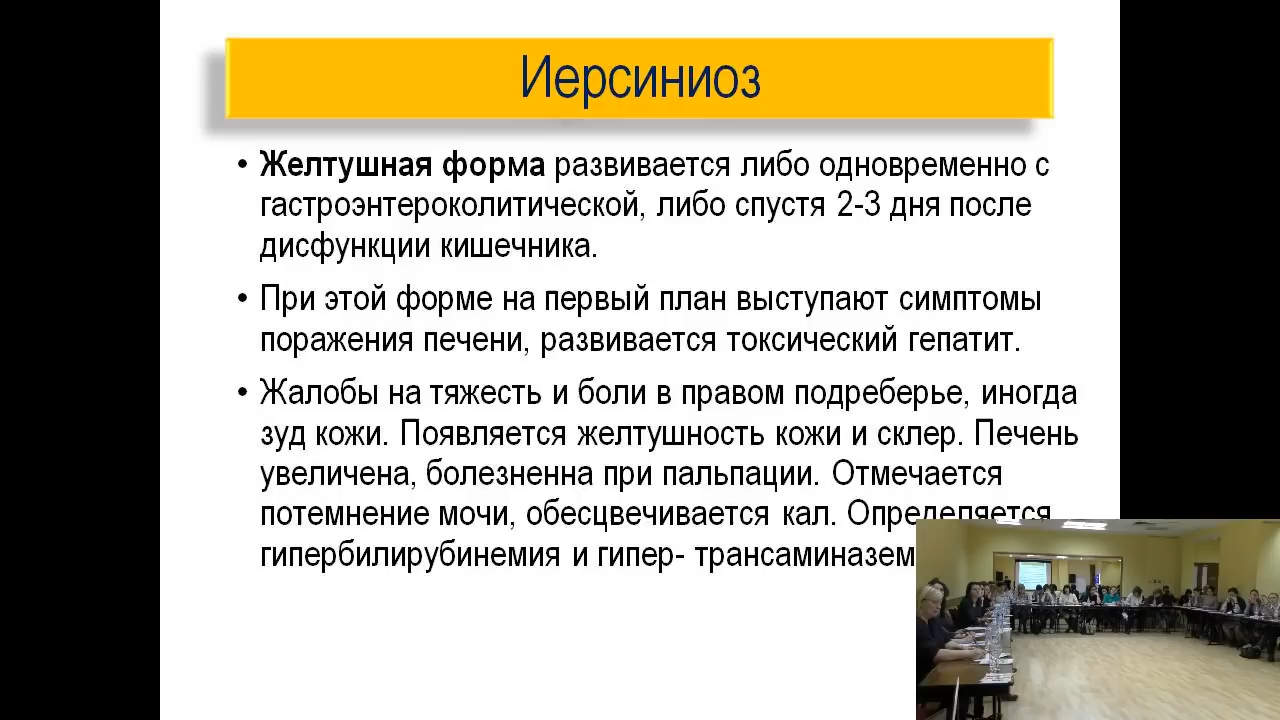 Иерсиниоз
• Желтушная форма развивается либо одновременно с
гастроэнтероколитической, либо спустя 2-3 дня после
дисфункции кишечника.
• При этой форме на первый план выступают симптомы
поражения печени, развивается токсический гепатит.
• Жалобы на тяжесть и боли в правом подреберье, иногда
зуд кожи. Появляется желтушность кожи и склер. Печень
увеличена, болезненна при пальпации. Отмечается
потемнение мочи, обесцвечивается кал. Определяется
гипербилирубинемия и гипер- трансаминазем